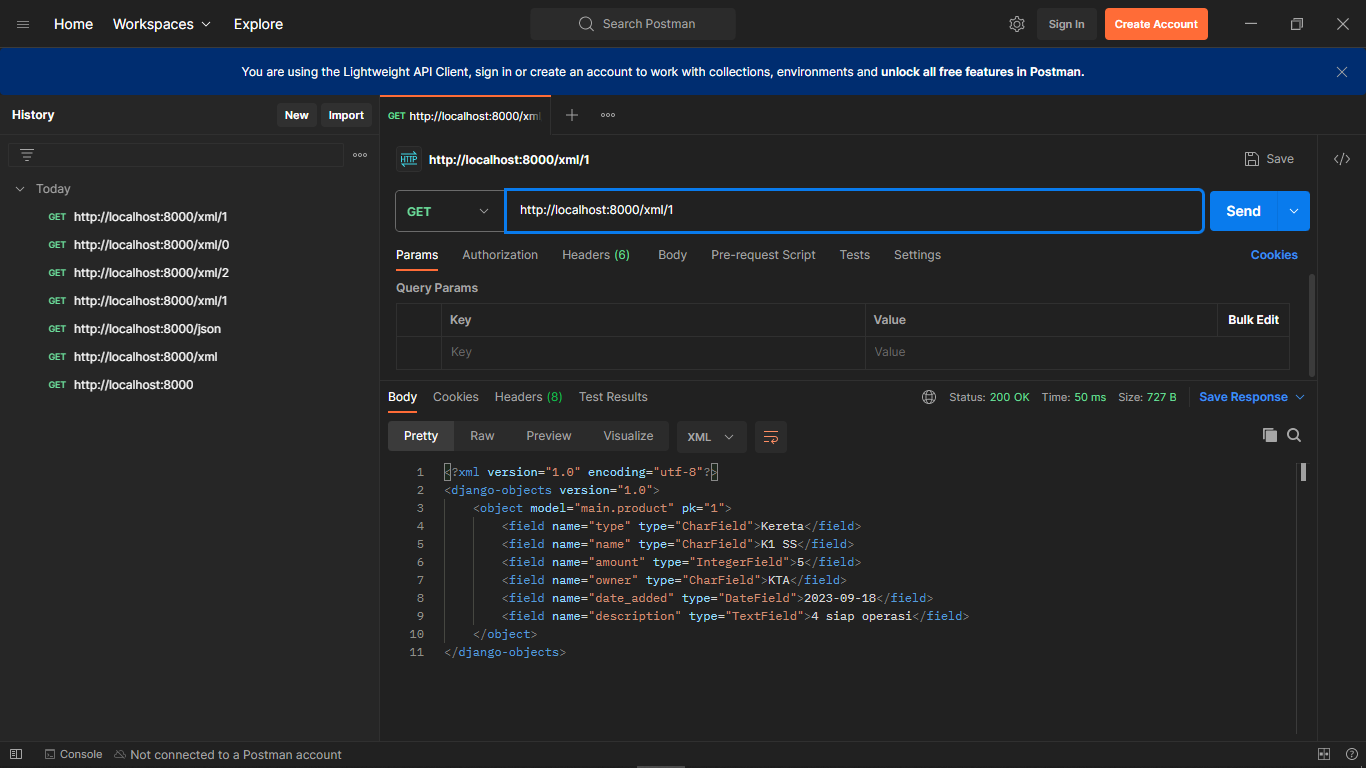 Home Workspaces Explore Search Postman Sign In Create Account
You are using the Lightweight API Client, sign in or create an account to work with collections, environments and unlock all free features in Postman.
History New Import
Today
GET http://localhost:8000/xml/1
GET http://localhost:8000/xml/0
GET http://localhost:8000/xml/2
GET http://localhost:8000/xml/1
GET http://localhost:8000/json
GET http://localhost:8000/xml
GET http://localhost:8000
GET http://localhost:8000/xml
HTTP http://localhost:8000/xml/1 Save
GET http://localhost:8000/xml/1 Send
Params Authorization Headers (6) Body Pre-request Script Tests Settings Cookies
Query Params
Key Value Bulk Edit
Key Value
Body Cookies Headers (8) Test Results Status: 200 OK Time: 50 ms Size: 727 B Save Response
Pretty Raw Preview Visualize XML
1 <?xml version="1.0" encoding="utf-8"?>
2 <django-objects version="1.0">
3 <object model="main.product" pk="1">
4 <field name="type" type="CharField">Kereta</field>
5 <field name="name" type="CharField">K1 SS</field>
6 <field name="amount" type="IntegerField">5</field>
7 <field name="owner" type="CharField">KTA</field>
8 <field name="date_added" type="DateField">2023-09-18</field>
9 <field name="description" type="TextField">4 siap operasi</field>
10 </object>
11 </django-objects>
Console Not connected to a Postman account